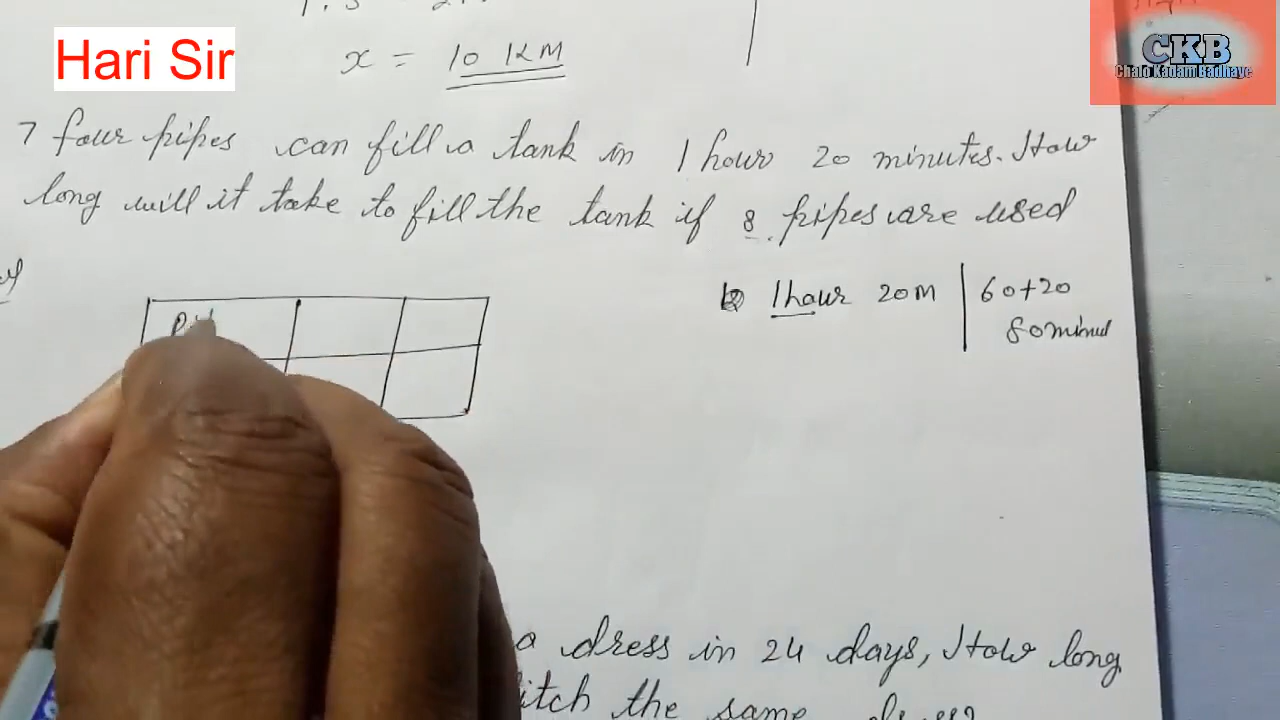 Hari Sir
CKB
Chalo Kadam Badhaye
x = 10 KM
7 four pipes can fill a tank in 1 hour 20 minutes. How
long will it take to fill the tank if 8 pipes are used
1 hour 20 M | 60+20
80 minut
a dress in 24 days, How long
itch the same dress?